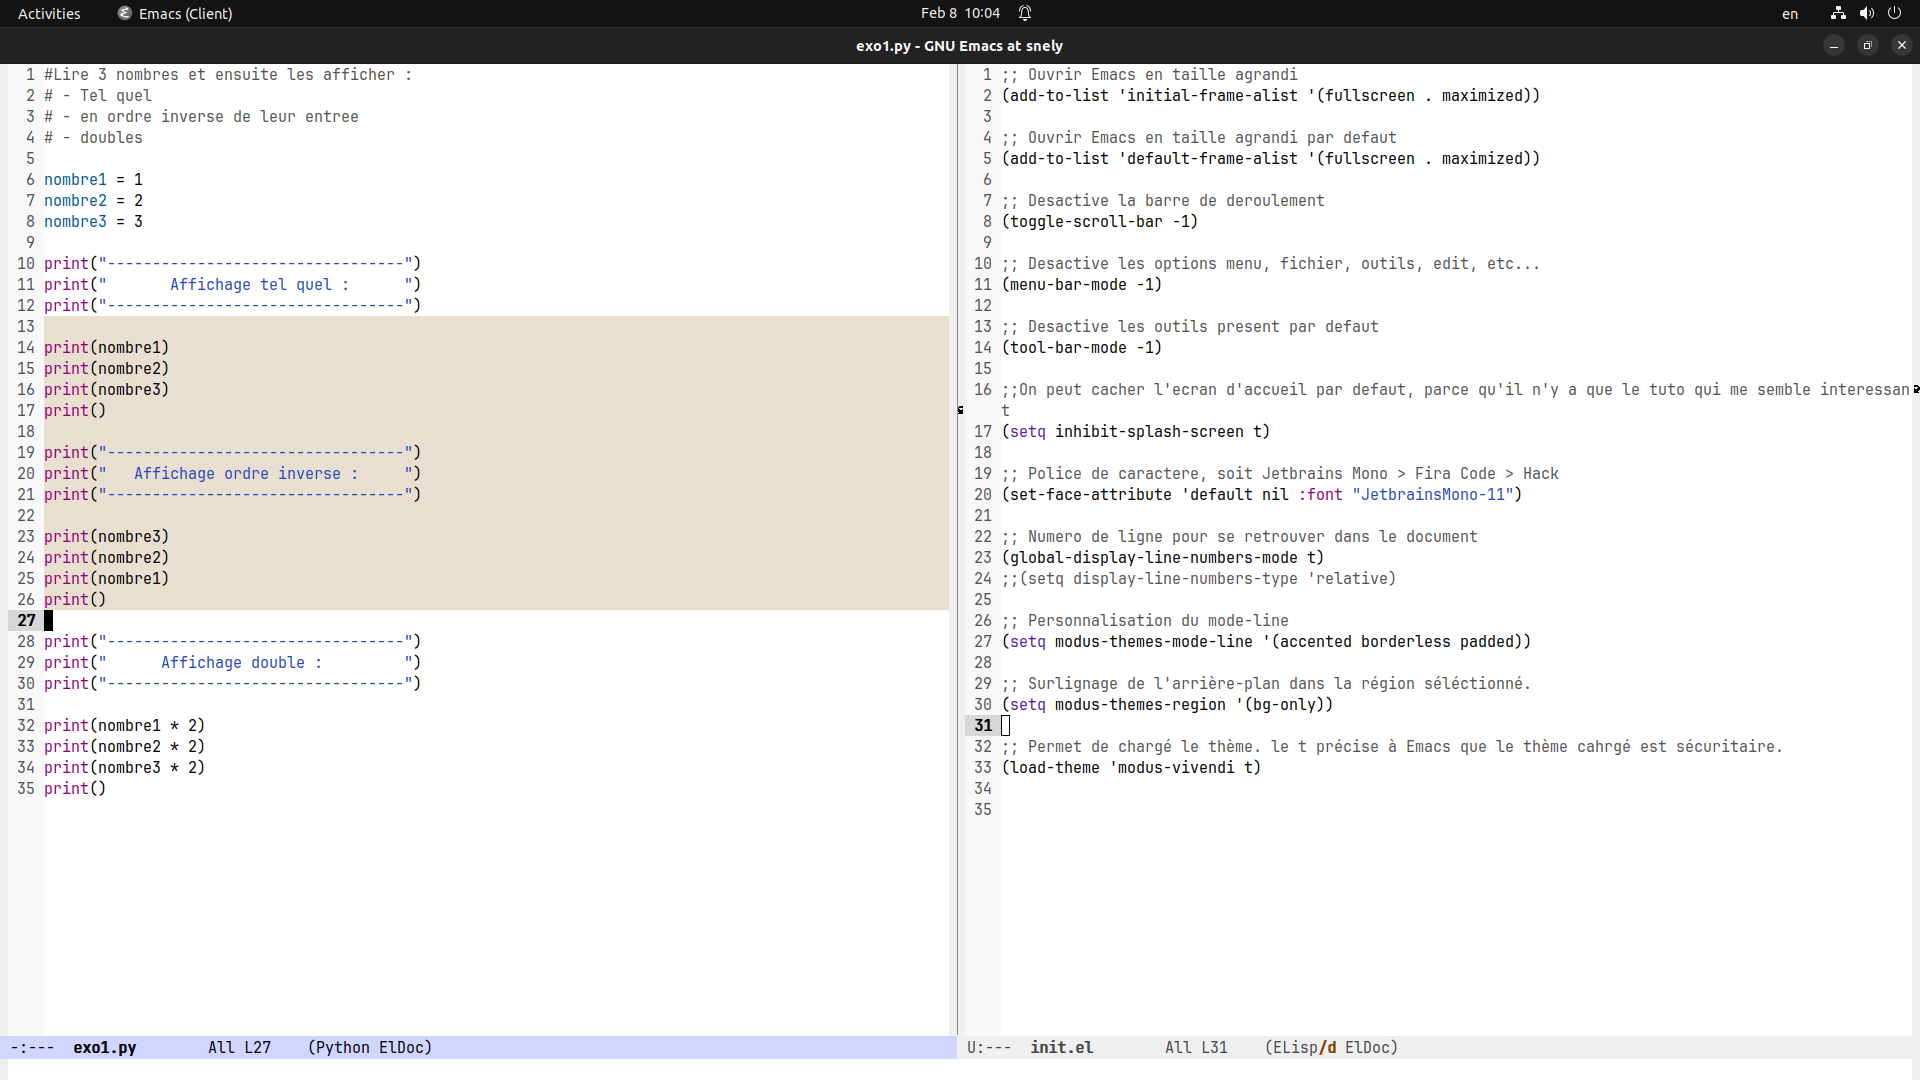 Activities Emacs (Client) Feb 8 10:04 en
exo1.py - GNU Emacs at snely
1 #Lire 3 nombres et ensuite les afficher :
2 # - Tel quel
3 # - en ordre inverse de leur entree
4 # - doubles
5
6 nombre1 = 1
7 nombre2 = 2
8 nombre3 = 3
9
10 print("---------------------------------")
11 print("       Affichage tel quel :      ")
12 print("---------------------------------")
13
14 print(nombre1)
15 print(nombre2)
16 print(nombre3)
17 print()
18
19 print("---------------------------------")
20 print("   Affichage ordre inverse :     ")
21 print("---------------------------------")
22
23 print(nombre3)
24 print(nombre2)
25 print(nombre1)
26 print()
27
28 print("---------------------------------")
29 print("      Affichage double :         ")
30 print("---------------------------------")
31
32 print(nombre1 * 2)
33 print(nombre2 * 2)
34 print(nombre3 * 2)
35 print()
-:--- exo1.py All L27 (Python ElDoc)
1 ;; Ouvrir Emacs en taille agrandi
2 (add-to-list 'initial-frame-alist '(fullscreen . maximized))
3
4 ;; Ouvrir Emacs en taille agrandi par defaut
5 (add-to-list 'default-frame-alist '(fullscreen . maximized))
6
7 ;; Desactive la barre de deroulement
8 (toggle-scroll-bar -1)
9
10 ;; Desactive les options menu, fichier, outils, edit, etc...
11 (menu-bar-mode -1)
12
13 ;; Desactive les outils present par defaut
14 (tool-bar-mode -1)
15
16 ;;On peut cacher l'ecran d'accueil par defaut, parce qu'il n'y a que le tuto qui me semble interessan
t
17 (setq inhibit-splash-screen t)
18
19 ;; Police de caractere, soit Jetbrains Mono > Fira Code > Hack
20 (set-face-attribute 'default nil :font "JetbrainsMono-11")
21
22 ;; Numero de ligne pour se retrouver dans le document
23 (global-display-line-numbers-mode t)
24 ;;(setq display-line-numbers-type 'relative)
25
26 ;; Personnalisation du mode-line
27 (setq modus-themes-mode-line '(accented borderless padded))
28
29 ;; Surlignage de l'arrière-plan dans la région séléctionné.
30 (setq modus-themes-region '(bg-only))
31
32 ;; Permet de chargé le thème. le t précise à Emacs que le thème cahrgé est sécuritaire.
33 (load-theme 'modus-vivendi t)
34
35
U:--- init.el All L31 (ELisp/d ElDoc)